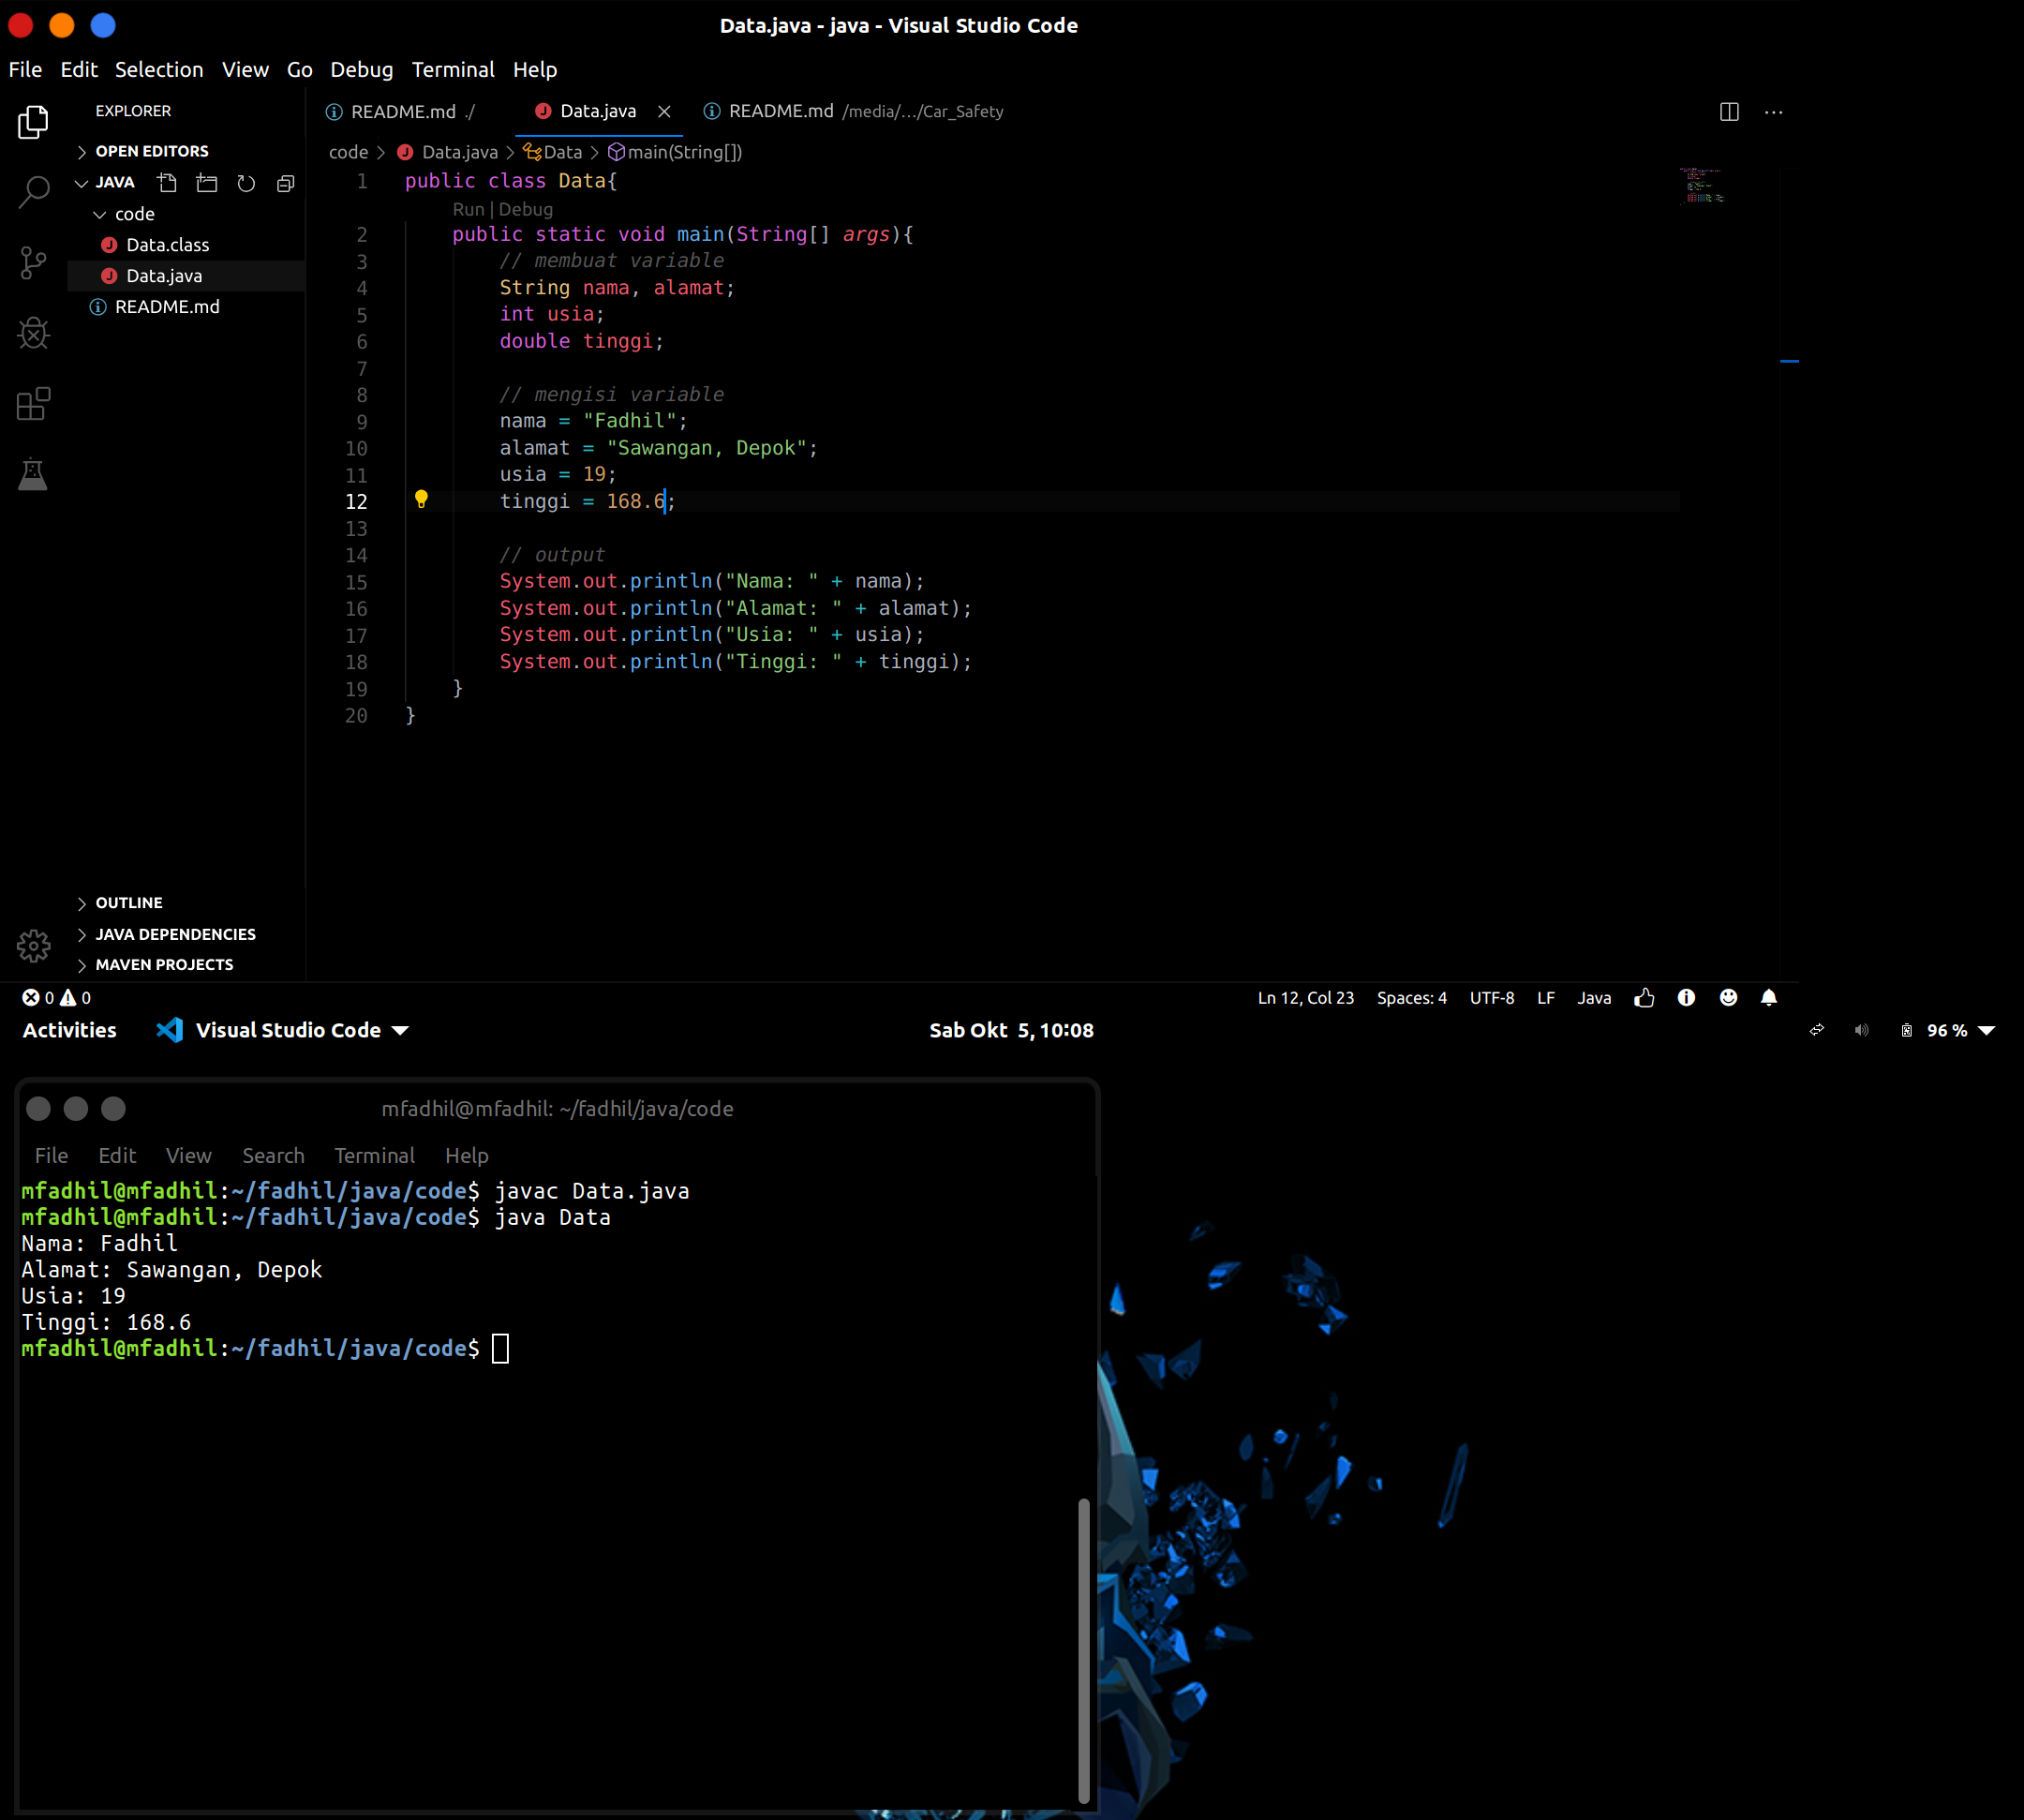 Data.java - java - Visual Studio Code
File Edit Selection View Go Debug Terminal Help
EXPLORER
OPEN EDITORS
JAVA
code
Data.class
Data.java
README.md
OUTLINE
JAVA DEPENDENCIES
MAVEN PROJECTS
README.md ./ Data.java README.md /media/.../Car_Safety
code > Data.java > Data > main(String[])
1 public class Data{
Run | Debug
2     public static void main(String[] args){
3         // membuat variable
4         String nama, alamat;
5         int usia;
6         double tinggi;
7
8         // mengisi variable
9         nama = "Fadhil";
10         alamat = "Sawangan, Depok";
11         usia = 19;
12         tinggi = 168.6;
13
14         // output
15         System.out.println("Nama: " + nama);
16         System.out.println("Alamat: " + alamat);
17         System.out.println("Usia: " + usia);
18         System.out.println("Tinggi: " + tinggi);
19     }
20 }
0 0 Ln 12, Col 23 Spaces: 4 UTF-8 LF Java
Activities Visual Studio Code Sab Okt 5, 10:08 96 %
mfadhil@mfadhil: ~/fadhil/java/code
File Edit View Search Terminal Help
mfadhil@mfadhil:~/fadhil/java/code$ javac Data.java
mfadhil@mfadhil:~/fadhil/java/code$ java Data
Nama: Fadhil
Alamat: Sawangan, Depok
Usia: 19
Tinggi: 168.6
mfadhil@mfadhil:~/fadhil/java/code$